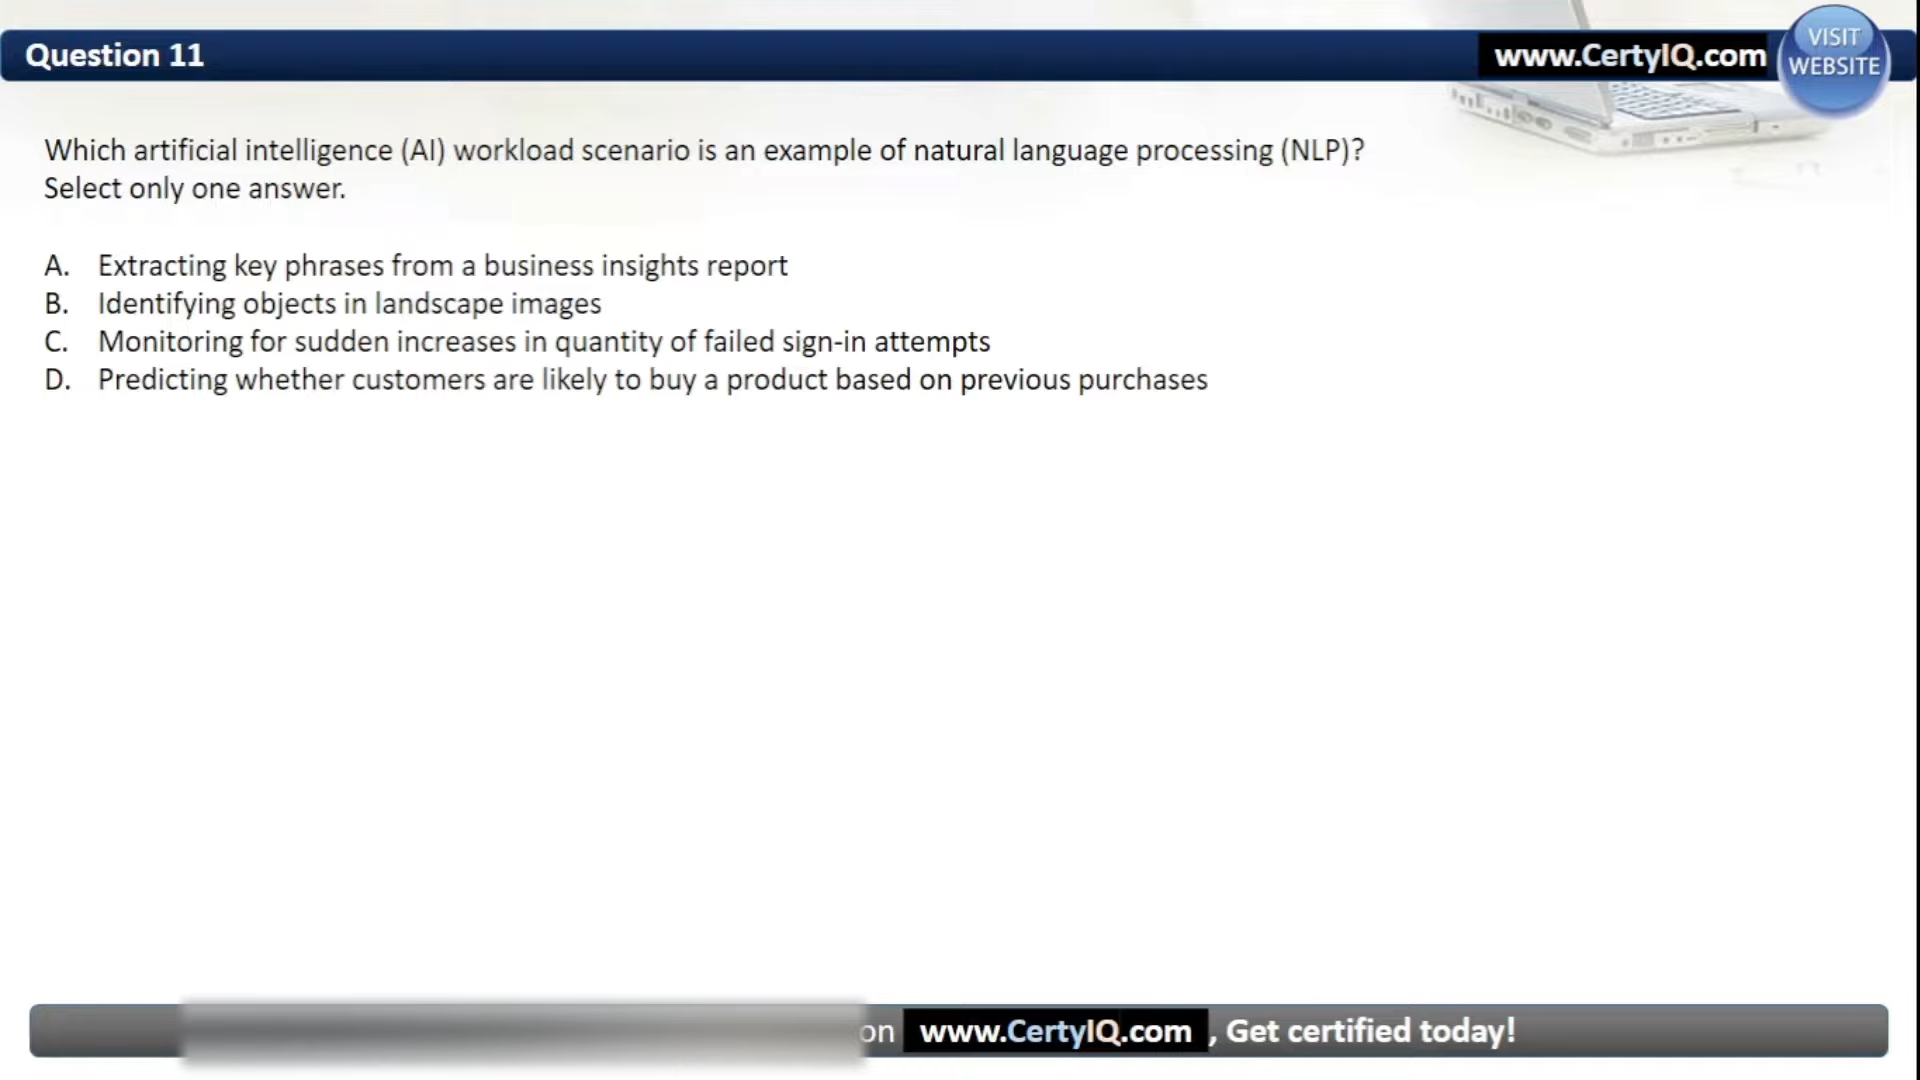 Question 11
www.CertyIQ.com
VISIT
WEBSITE
Which artificial intelligence (AI) workload scenario is an example of natural language processing (NLP)?
Select only one answer.
A. Extracting key phrases from a business insights report
B. Identifying objects in landscape images
C. Monitoring for sudden increases in quantity of failed sign-in attempts
D. Predicting whether customers are likely to buy a product based on previous purchases
on www.CertyIQ.com , Get certified today!